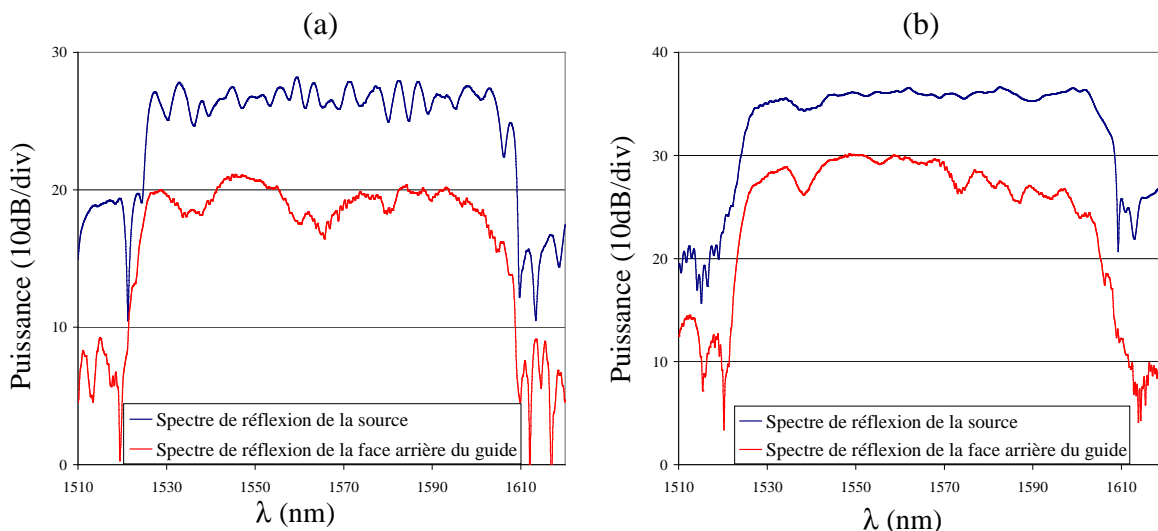 (a)
Puissance (10dB/div)
30
20
10
0
1510
1530
1550
1570
1590
1610
λ (nm)
Spectre de réflexion de la source
Spectre de réflexion de la face arrière du guide
(b)
Puissance (10dB/div)
40
30
20
10
0
1510
1530
1550
1570
1590
1610
λ (nm)
Spectre de réflexion de la source
Spectre de réflexion de la face arrière du guide